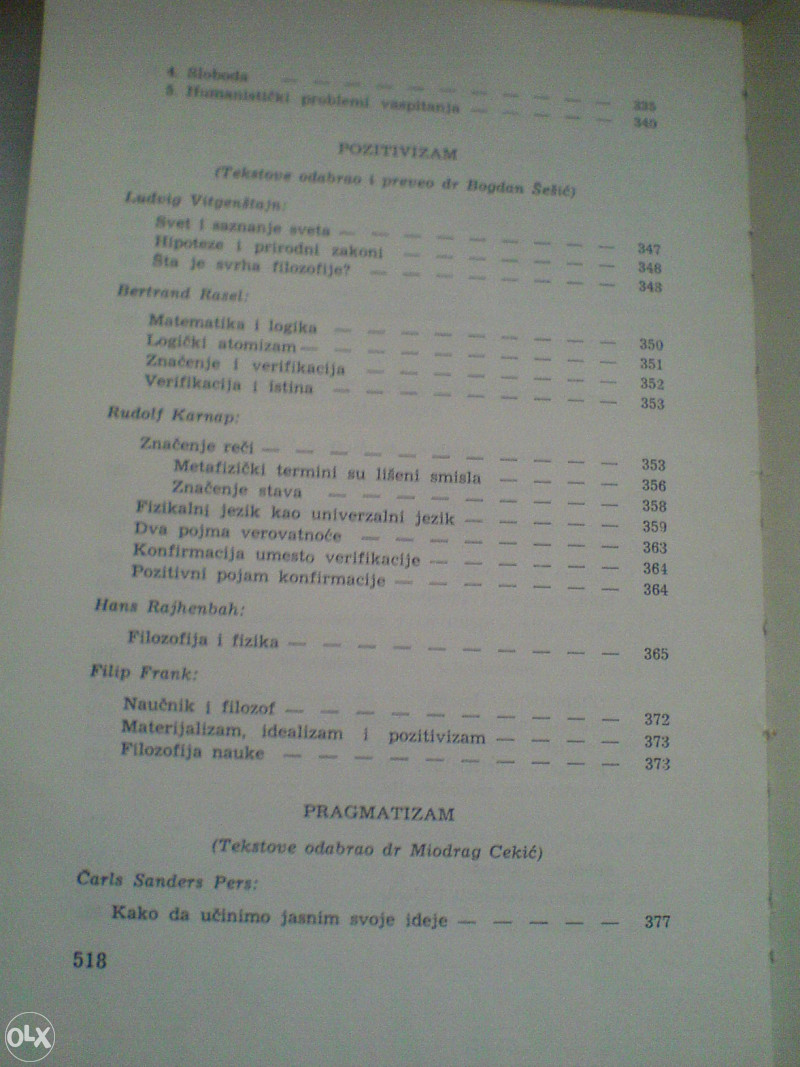 4. Sloboda — — — — — — — — — — 335
5. Humanistički problemi vaspitanja — — — — — 340
POZITIVIZAM
(Tekstove odabrao i preveo dr Bogdan Šešić)
Ludvig Vitgenštajn:
Svet i saznanje sveta — — — — — — — — — 347
Hipoteze i prirodni zakoni — — — — — — — 348
Šta je svrha filozofije? — — — — — — — — 348
Bertrand Rasel:
Matematika i logika — — — — — — — — — 350
Logički atomizam — — — — — — — — — — 351
Značenje i verifikacija — — — — — — — — 352
Verifikacija i istina — — — — — — — — — 353
Rudolf Karnap:
Značenje reči — — — — — — — — — — — 353
Metafizički termini su lišeni smisla — — — — 356
Značenje stava — — — — — — — — — 358
Fizikalni jezik kao univerzalni jezik — — — — — 359
Dva pojma verovatnoće — — — — — — — — 363
Konfirmacija umesto verifikacije — — — — — — 364
Pozitivni pojam konfirmacije — — — — — — — 364
Hans Rajhenbah:
Filozofija i fizika — — — — — — — — — — 365
Filip Frank:
Naučnik i filozof — — — — — — — — — — 372
Materijalizam, idealizam i pozitivizam — — — — 373
Filozofija nauke — — — — — — — — — — 373
PRAGMATIZAM
(Tekstove odabrao dr Miodrag Cekić)
Čarls Sanders Pers:
Kako da učinimo jasnim svoje ideje — — — — — 377
518
OLX